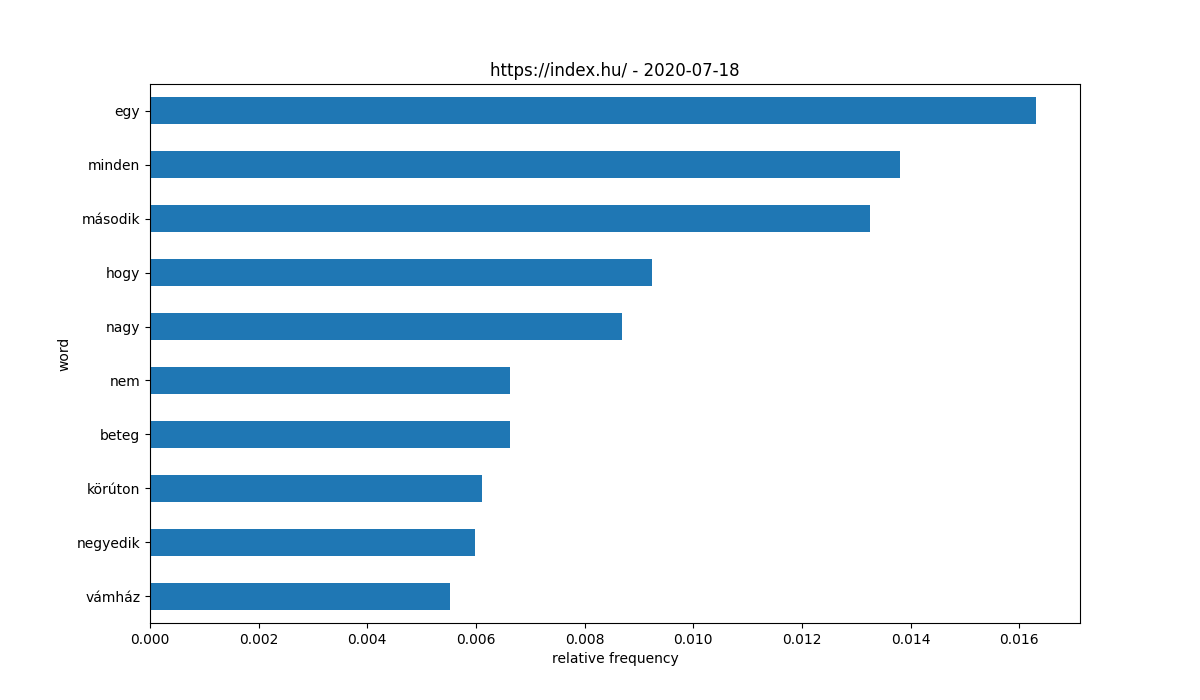 https://index.hu/ - 2020-07-18
egy
minden
második
hogy
nagy
nem
beteg
körúton
negyedik
vámház
word
0.000 0.002 0.004 0.006 0.008 0.010 0.012 0.014 0.016
relative frequency